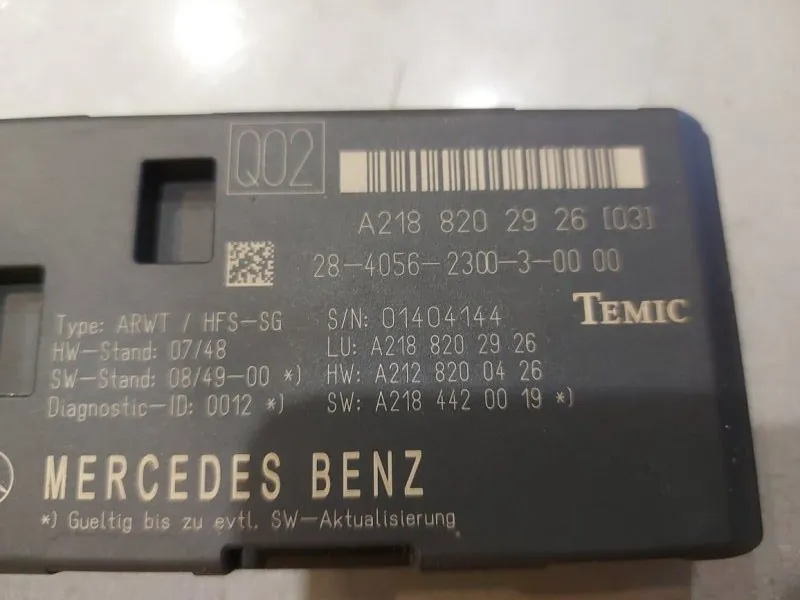 Q02
A218 820 29 26 [03]
28-4056-2300-3-00 00
TEMIC
Type: ARWT / HFS-SG
S/N: 01404144
HW-Stand: 07/48
LU: A218 820 29 26
SW-Stand: 08/49-00 *)
HW: A212 820 04 26
Diagnostic-ID: 0012 *)
SW: A218 442 00 19 *)
MERCEDES BENZ
*) Gueltig bis zu evtl. SW-Aktualisierung